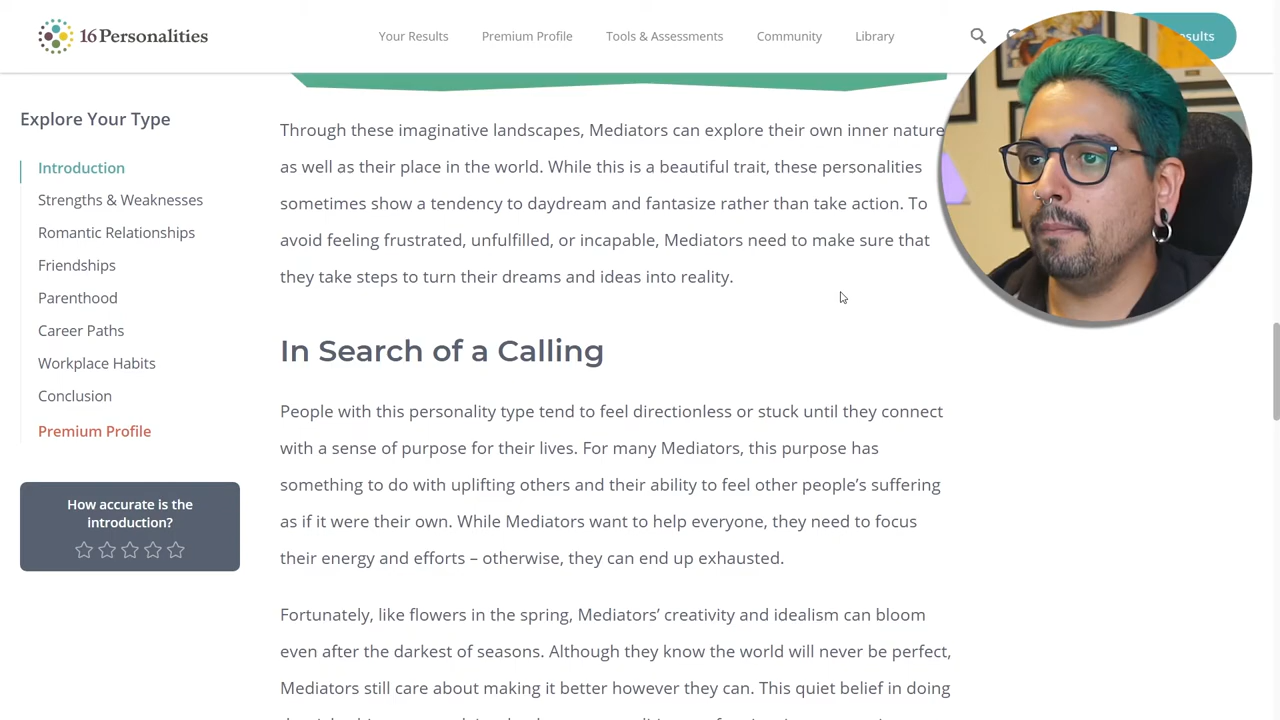 16Personalities
Your Results
Premium Profile
Tools & Assessments
Community
Library
Explore Your Type
Introduction
Strengths & Weaknesses
Romantic Relationships
Friendships
Parenthood
Career Paths
Workplace Habits
Conclusion
Premium Profile
How accurate is the
introduction?
Through these imaginative landscapes, Mediators can explore their own inner nature
as well as their place in the world. While this is a beautiful trait, these personalities
sometimes show a tendency to daydream and fantasize rather than take action. To
avoid feeling frustrated, unfulfilled, or incapable, Mediators need to make sure that
they take steps to turn their dreams and ideas into reality.
In Search of a Calling
People with this personality type tend to feel directionless or stuck until they connect
with a sense of purpose for their lives. For many Mediators, this purpose has
something to do with uplifting others and their ability to feel other people’s suffering
as if it were their own. While Mediators want to help everyone, they need to focus
their energy and efforts – otherwise, they can end up exhausted.
Fortunately, like flowers in the spring, Mediators’ creativity and idealism can bloom
even after the darkest of seasons. Although they know the world will never be perfect,
Mediators still care about making it better however they can. This quiet belief in doing